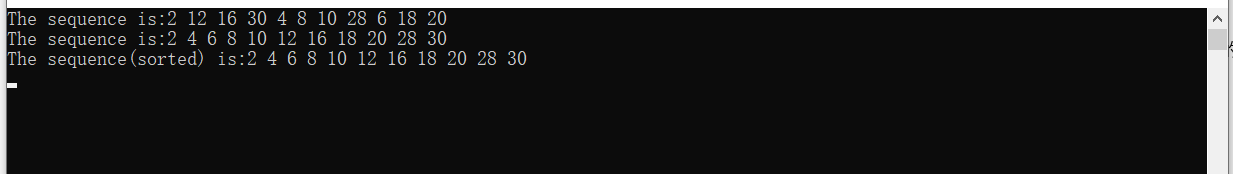 The sequence is:2 12 16 30 4 8 10 28 6 18 20
The sequence is:2 4 6 8 10 12 16 18 20 28 30
The sequence(sorted) is:2 4 6 8 10 12 16 18 20 28 30